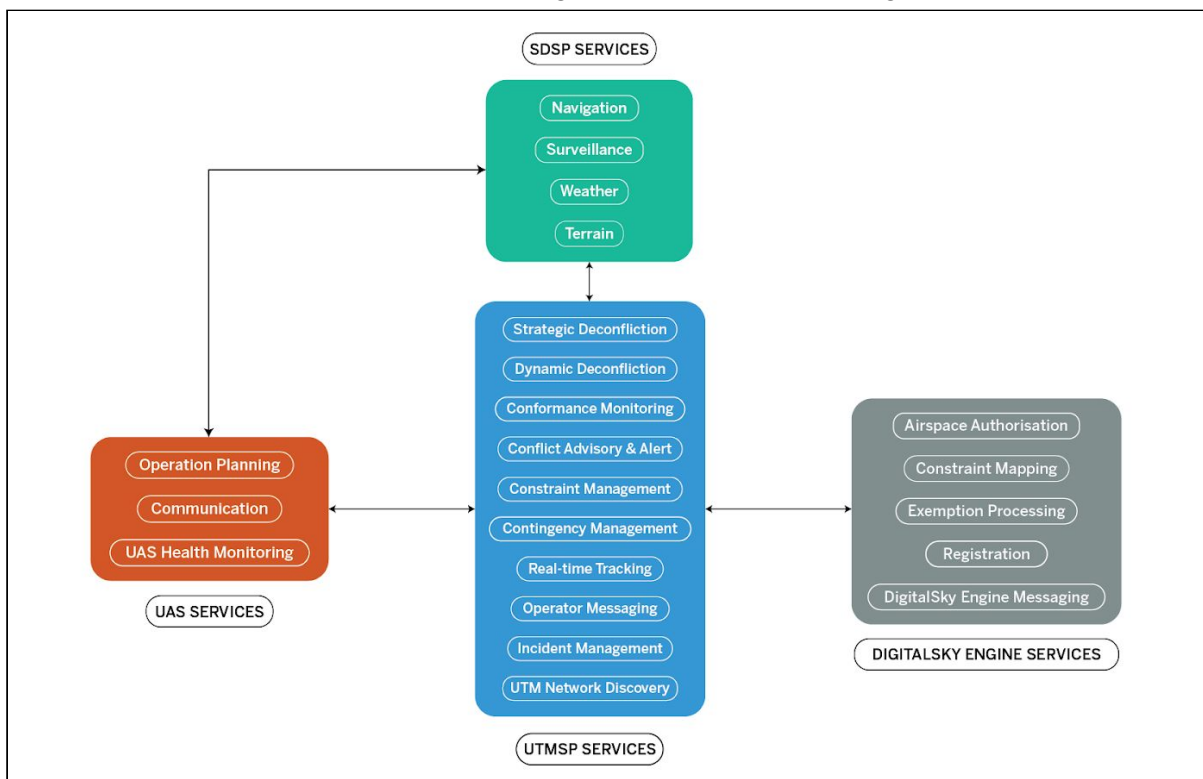 SDSP SERVICES
Navigation
Surveillance
Weather
Terrain
Strategic Deconfliction
Dynamic Deconfliction
Conformance Monitoring
Conflict Advisory & Alert
Constraint Management
Contingency Management
Real-time Tracking
Operator Messaging
Incident Management
UTM Network Discovery
UTMSP SERVICES
Operation Planning
Communication
UAS Health Monitoring
UAS SERVICES
Airspace Authorisation
Constraint Mapping
Exemption Processing
Registration
DigitalSky Engine Messaging
DIGITALSKY ENGINE SERVICES